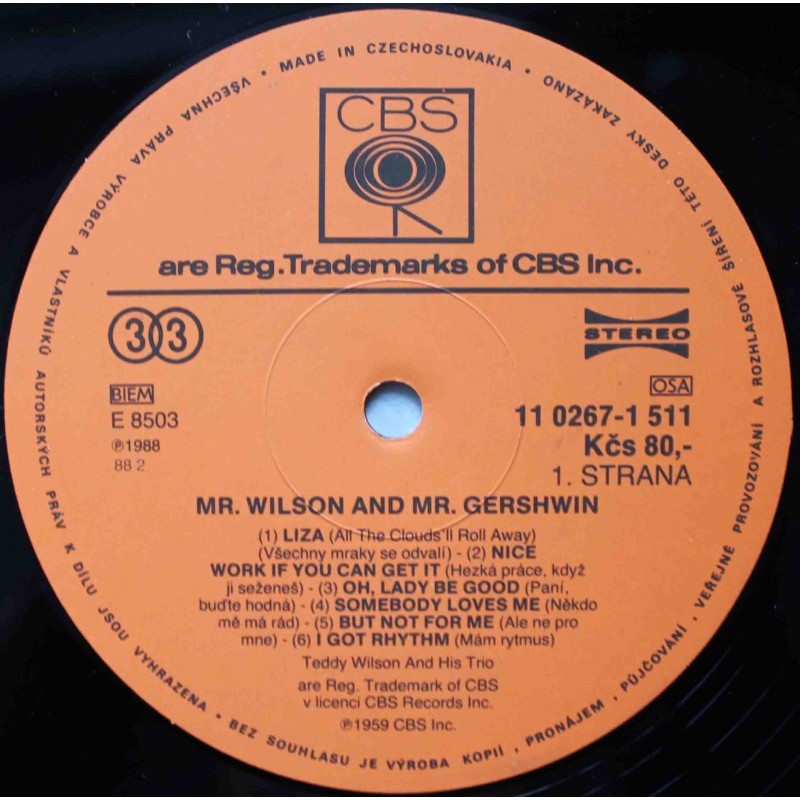 VŠECHNA PRÁVA VÝROBCE A VLASTNÍKŮ AUTORSKÝCH PRÁV K DÍLU JSOU VYHRAZENA • BEZ SOUHLASU JE VÝROBA KOPIÍ, PRONÁJEM, PŮJČOVÁNÍ, VEŘEJNÉ PROVOZOVÁNÍ A ROZHLASOVÉ ŠÍŘENÍ TÉTO DESKY ZAKÁZÁNO • MADE IN CZECHOSLOVAKIA •
CBS
are Reg.Trademarks of CBS Inc.
33
STEREO
BIEM
OSA
E 8503
11 0267-1 511
℗1988
Kčs 80,-
88 2
1. STRANA
MR. WILSON AND MR. GERSHWIN
(1) LIZA (All The Clouds'll Roll Away)
(Všechny mraky se odvalí) - (2) NICE
WORK IF YOU CAN GET IT (Hezká práce, když
ji seženeš) - (3) OH, LADY BE GOOD (Paní,
buďte hodná) - (4) SOMEBODY LOVES ME (Někdo
mě má rád) - (5) BUT NOT FOR ME (Ale ne pro
mne) - (6) I GOT RHYTHM (Mám rytmus)
Teddy Wilson And His Trio
are Reg. Trademark of CBS
v licenci CBS Records Inc.
℗1959 CBS Inc.